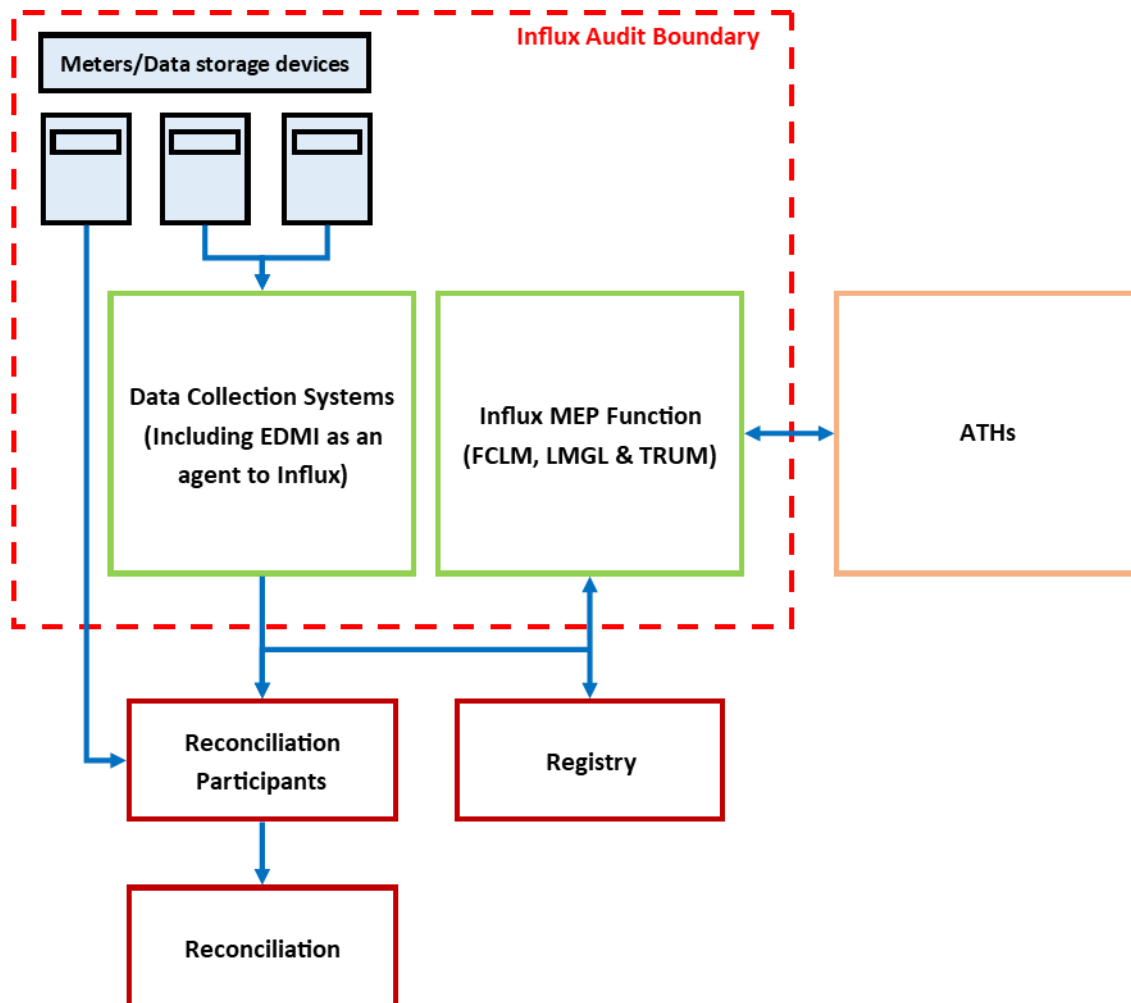 Influx Audit Boundary
Meters/Data storage devices
Data Collection Systems
(Including EDMI as an
agent to Influx)
Influx MEP Function
(FCLM, LMGL & TRUM)
ATHs
Reconciliation
Participants
Registry
Reconciliation